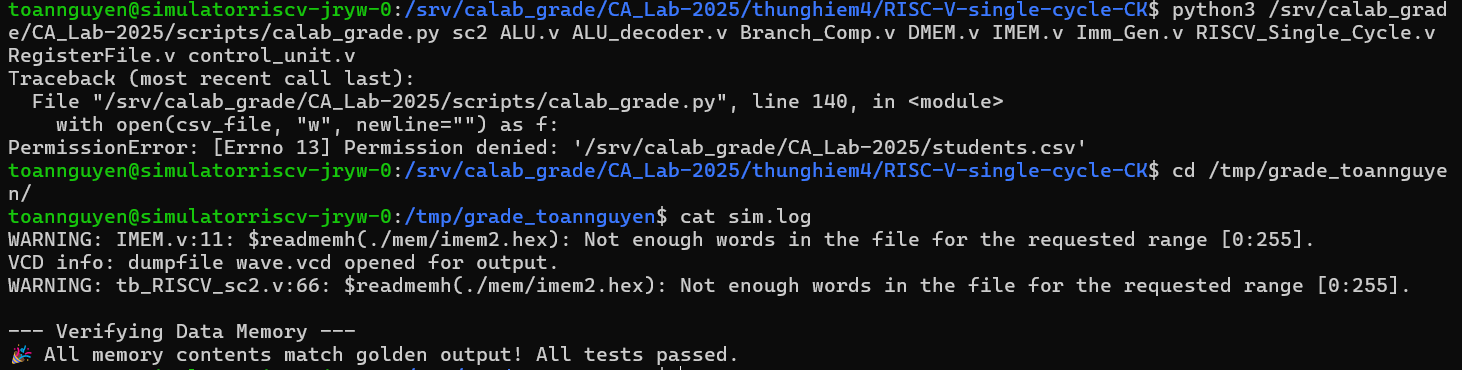 toannguyen@simulatorriscv-jryw-0:/srv/calab_grade/CA_Lab-2025/thunghiem4/RISC-V-single-cycle-CK$ python3 /srv/calab_grad
e/CA_Lab-2025/scripts/calab_grade.py sc2 ALU.v ALU_decoder.v Branch_Comp.v DMEM.v IMEM.v Imm_Gen.v RISCV_Single_Cycle.v
RegisterFile.v control_unit.v
Traceback (most recent call last):
  File "/srv/calab_grade/CA_Lab-2025/scripts/calab_grade.py", line 140, in <module>
    with open(csv_file, "w", newline="") as f:
PermissionError: [Errno 13] Permission denied: '/srv/calab_grade/CA_Lab-2025/students.csv'
toannguyen@simulatorriscv-jryw-0:/srv/calab_grade/CA_Lab-2025/thunghiem4/RISC-V-single-cycle-CK$ cd /tmp/grade_toannguye
n/
toannguyen@simulatorriscv-jryw-0:/tmp/grade_toannguyen$ cat sim.log
WARNING: IMEM.v:11: $readmemh(./mem/imem2.hex): Not enough words in the file for the requested range [0:255].
VCD info: dumpfile wave.vcd opened for output.
WARNING: tb_RISCV_sc2.v:66: $readmemh(./mem/imem2.hex): Not enough words in the file for the requested range [0:255].
--- Verifying Data Memory ---
🎉 All memory contents match golden output! All tests passed.